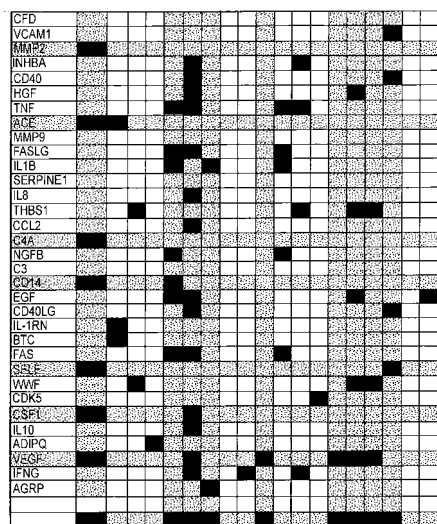 CFD
VCAM1
MMP2
INHBA
CD40
HGF
TNF
ACE
MMP9
FASLG
IL1B
SERPINE1
IL8
THBS1
CCL2
C4A
NGFB
C3
CD14
EGF
CD40LG
IL-1RN
BTC
FAS
SELE
WWF
CDK5
CSF1
IL10
ADIPQ
VEGF
IFNG
AGRP